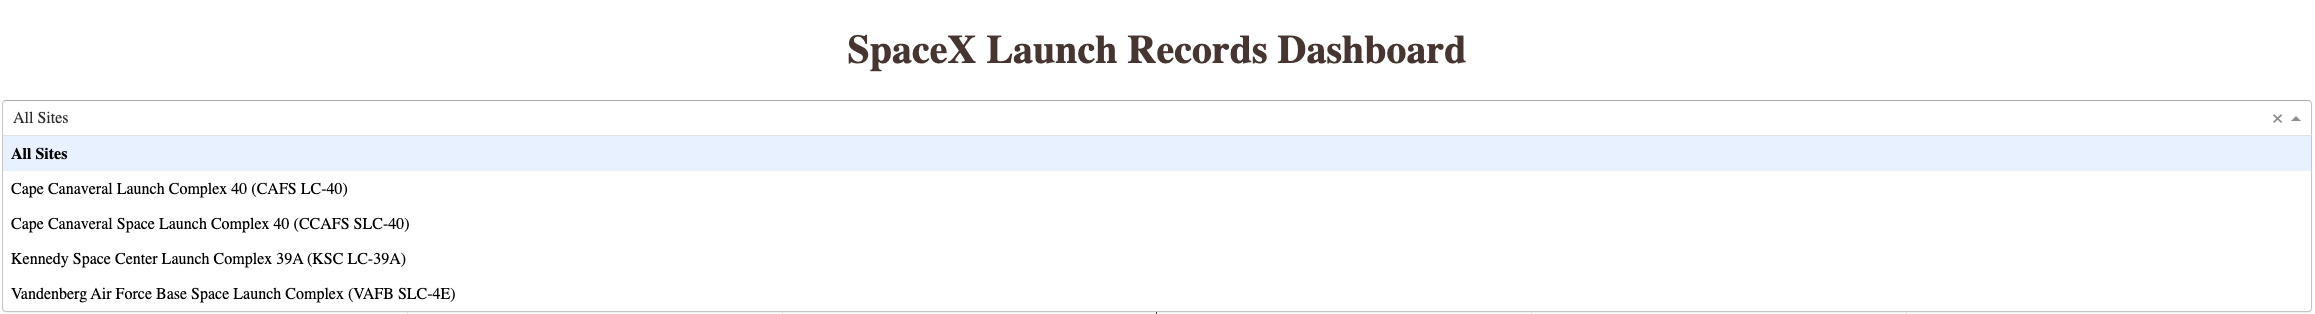 SpaceX Launch Records Dashboard
All Sites
All Sites
Cape Canaveral Launch Complex 40 (CAFS LC-40)
Cape Canaveral Space Launch Complex 40 (CCAFS SLC-40)
Kennedy Space Center Launch Complex 39A (KSC LC-39A)
Vandenberg Air Force Base Space Launch Complex (VAFB SLC-4E)